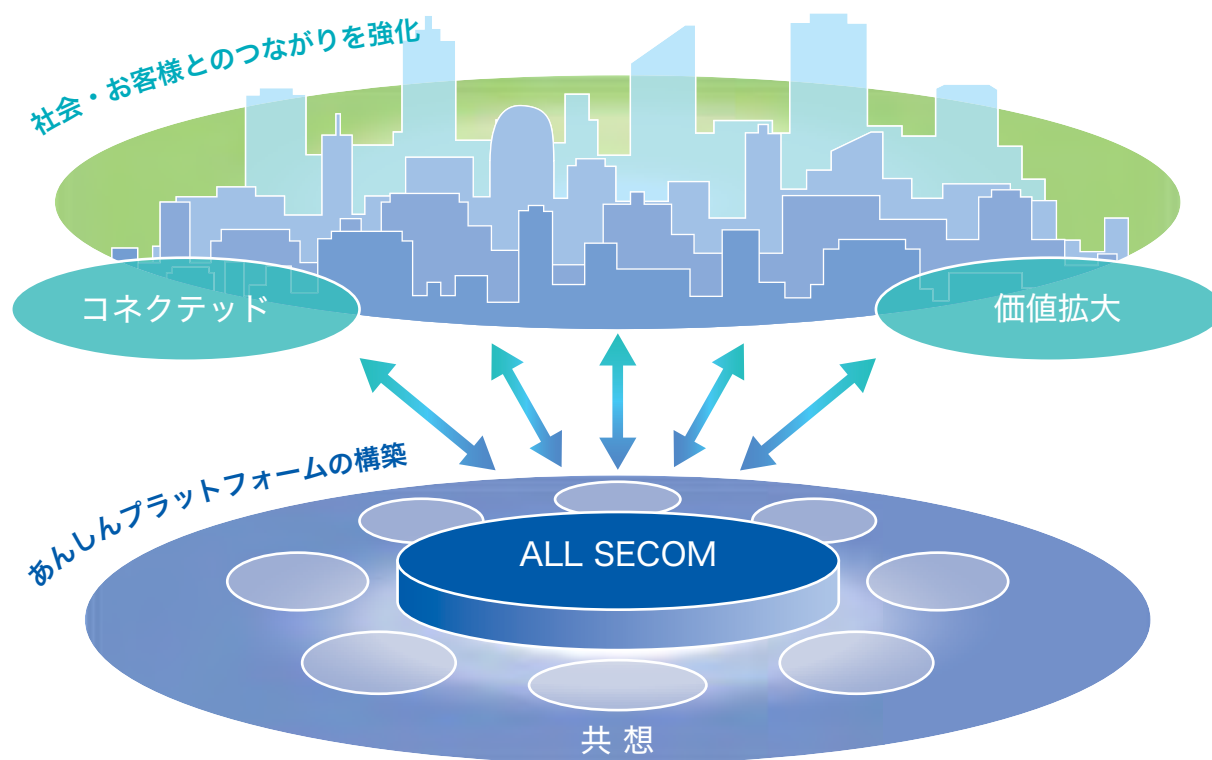 社会・お客様とのつながりを強化
コネクテッド
価値拡大
あんしんプラットフォームの構築
ALL SECOM
共 想